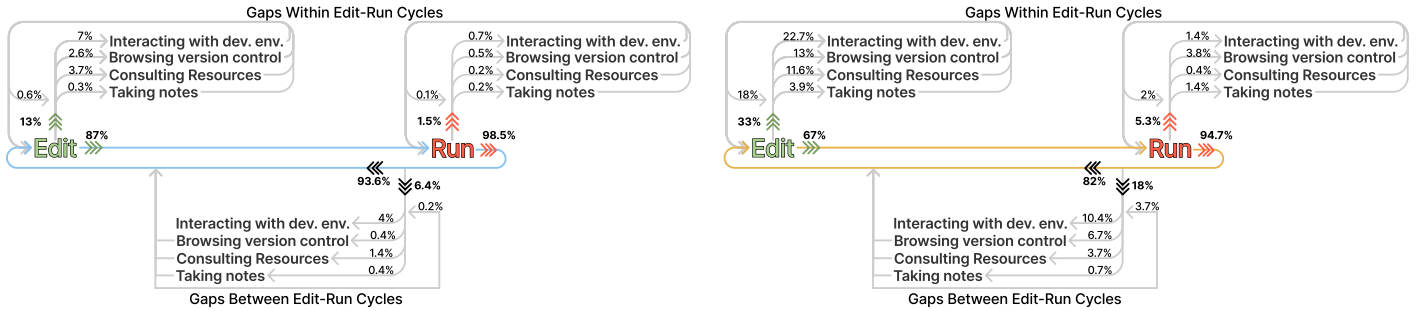 Gaps Within Edit-Run Cycles
7% Interacting with dev. env.
2.6% Browsing version control
3.7% Consulting Resources
0.3% Taking notes
0.6%
13%
Edit
87%
0.7% Interacting with dev. env.
0.5% Browsing version control
0.2% Consulting Resources
0.2% Taking notes
0.1%
1.5%
Run
98.5%
93.6%
6.4%
0.2%
Interacting with dev. env. 4%
Browsing version control 0.4%
Consulting Resources 1.4%
Taking notes 0.4%
Gaps Between Edit-Run Cycles
Gaps Within Edit-Run Cycles
22.7% Interacting with dev. env.
13% Browsing version control
11.6% Consulting Resources
3.9% Taking notes
18%
33%
Edit
67%
1.4% Interacting with dev. env.
3.8% Browsing version control
0.4% Consulting Resources
1.4% Taking notes
2%
5.3%
Run
94.7%
82%
18%
3.7%
Interacting with dev. env. 10.4%
Browsing version control 6.7%
Consulting Resources 3.7%
Taking notes 0.7%
Gaps Between Edit-Run Cycles